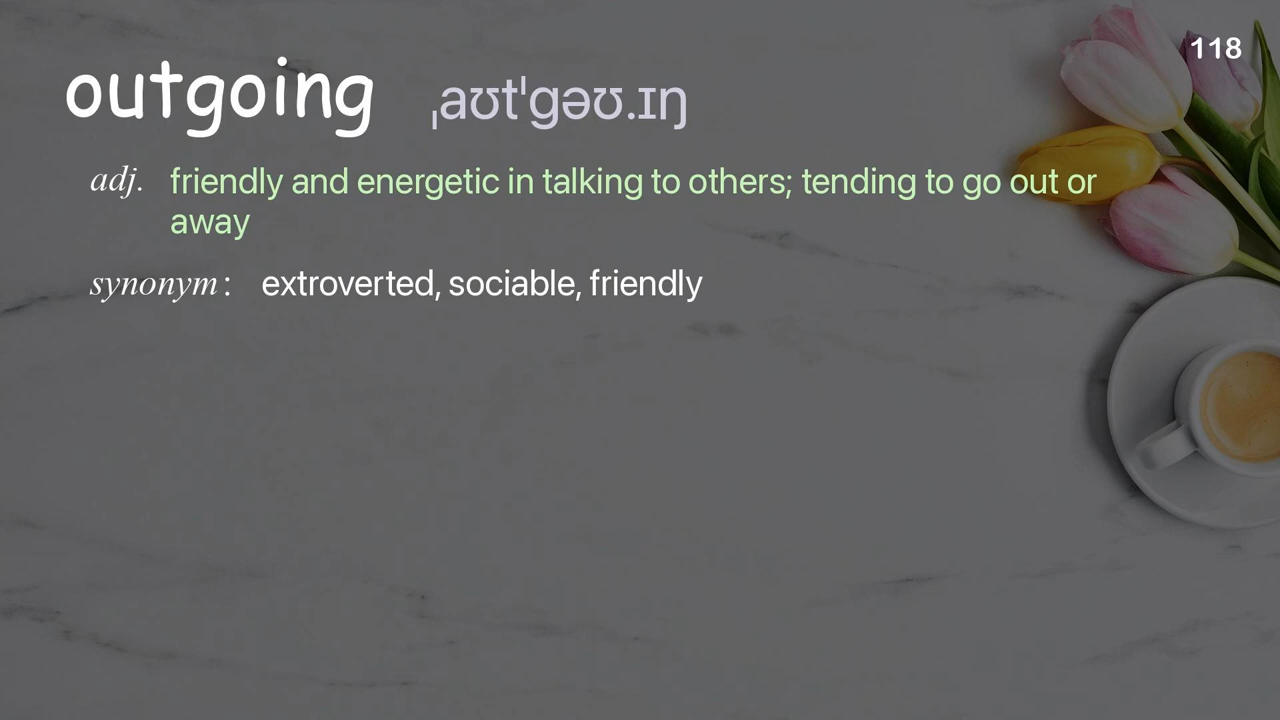 118
outgoing ˌaʊtˈgəʊ.ɪŋ
adj. friendly and energetic in talking to others; tending to go out or
away
synonym: extroverted, sociable, friendly